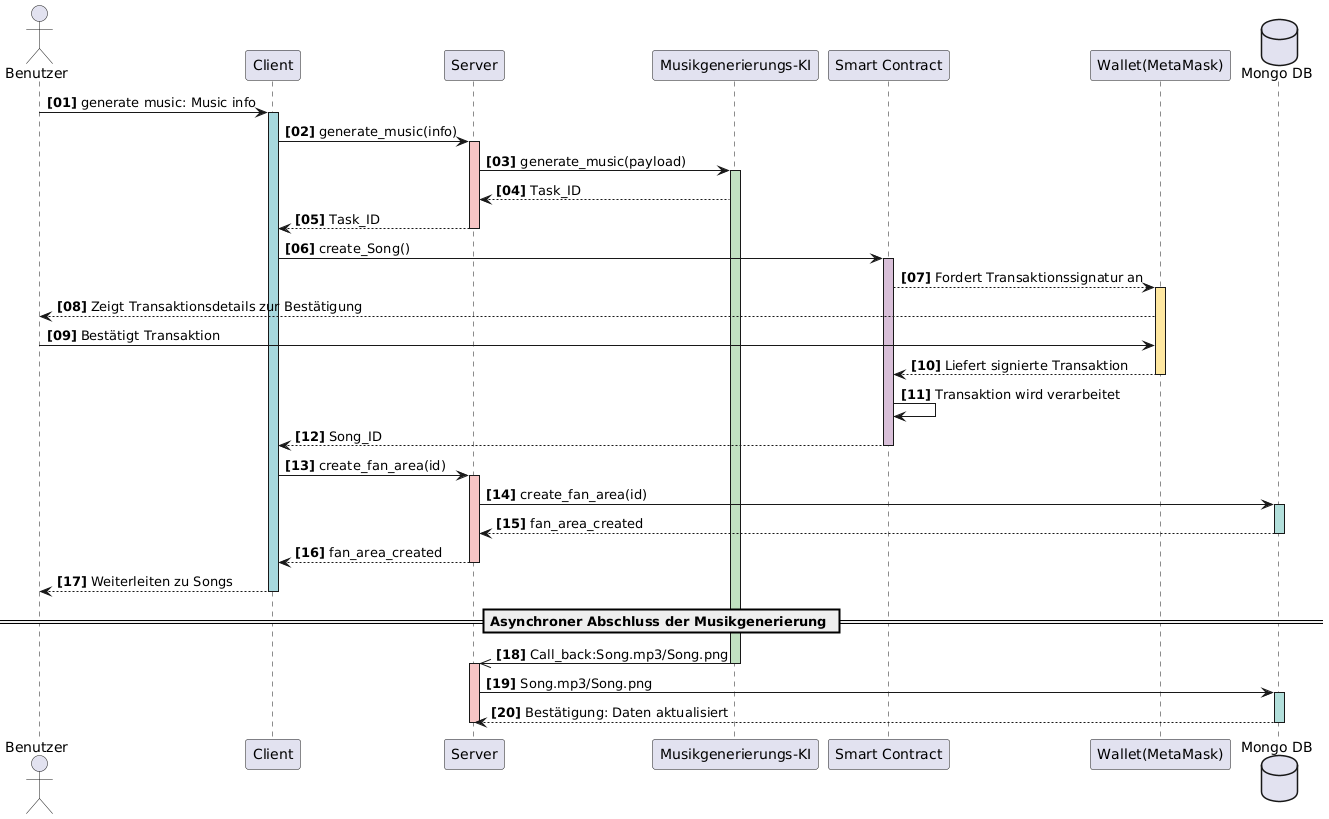 Benutzer
Client
Server
Musikgenerierungs-KI
Smart Contract
Wallet(MetaMask)
Mongo DB
[01] generate music: Music info
[02] generate_music(info)
[03] generate_music(payload)
[04] Task_ID
[05] Task_ID
[06] create_Song()
[07] Fordert Transaktionssignatur an
[08] Zeigt Transaktionsdetails zur Bestätigung
[09] Bestätigt Transaktion
[10] Liefert signierte Transaktion
[11] Transaktion wird verarbeitet
[12] Song_ID
[13] create_fan_area(id)
[14] create_fan_area(id)
[15] fan_area_created
[16] fan_area_created
[17] Weiterleiten zu Songs
Asynchroner Abschluss der Musikgenerierung
[18] Call_back:Song.mp3/Song.png
[19] Song.mp3/Song.png
[20] Bestätigung: Daten aktualisiert
Benutzer
Client
Server
Musikgenerierungs-KI
Smart Contract
Wallet(MetaMask)
Mongo DB